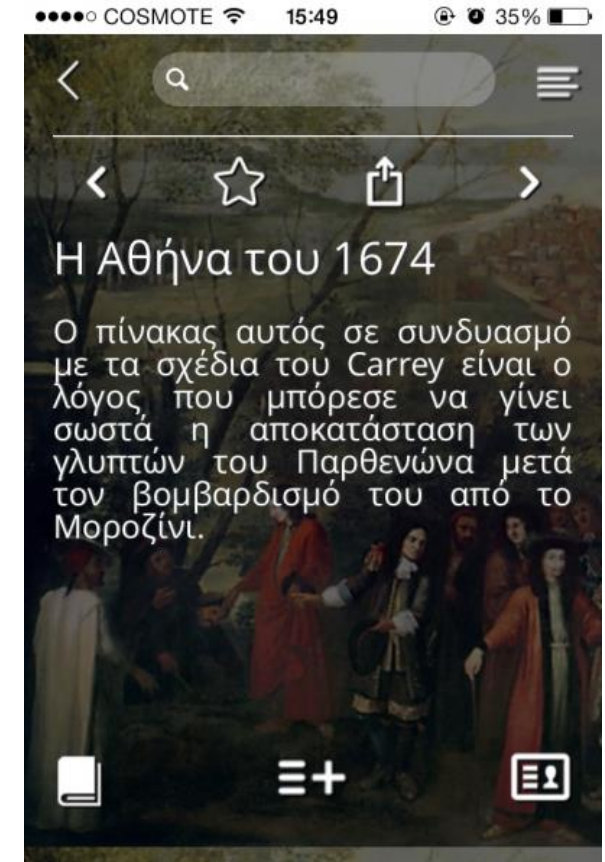 COSMOTE 15:49 35%
Η Αθήνα του 1674
Ο πίνακας αυτός σε συνδυασμό
με τα σχέδια του Carrey είναι ο
λόγος που μπόρεσε να γίνει
σωστά η αποκατάσταση των
γλυπτών του Παρθενώνα μετά
τον βομβαρδισμό του από το
Μοροζίνι.